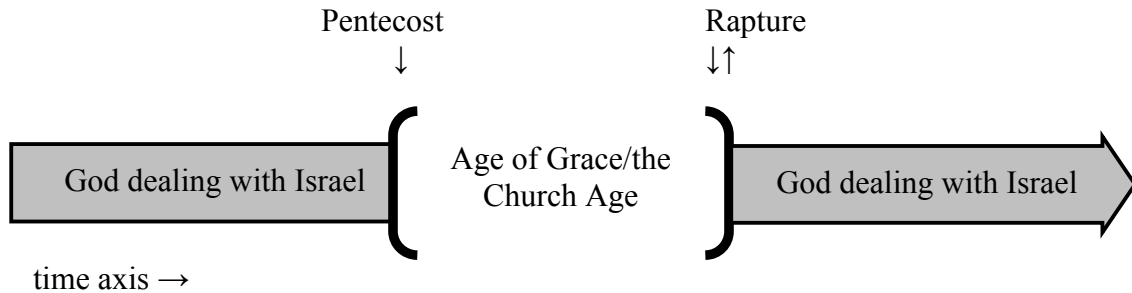 Pentecost
Rapture
↓
↓↑
God dealing with Israel
Age of Grace/the
Church Age
God dealing with Israel
time axis →